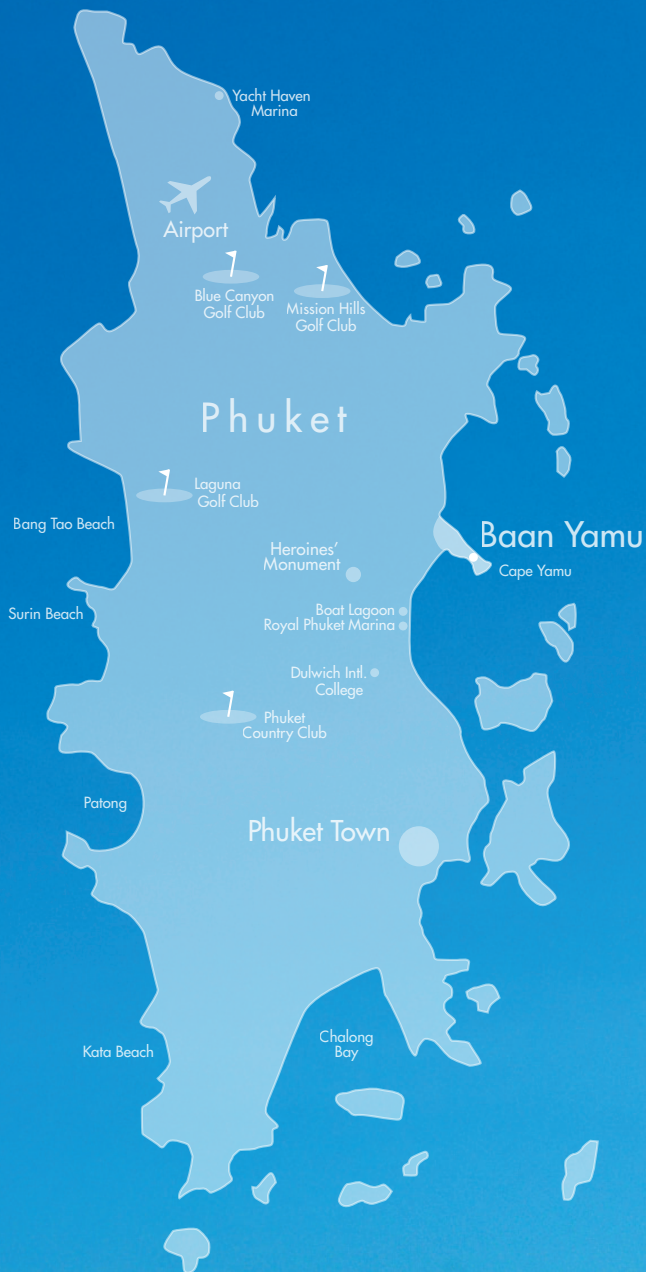 Yacht Haven
Marina
Airport
Blue Canyon
Golf Club
Mission Hills
Golf Club
Phuket
Laguna
Golf Club
Bang Tao Beach
Baan Yamu
Cape Yamu
Heroines’
Monument
Surin Beach
Boat Lagoon
Royal Phuket Marina
Dulwich Intl.
College
Phuket
Country Club
Patong
Phuket Town
Kata Beach
Chalong
Bay